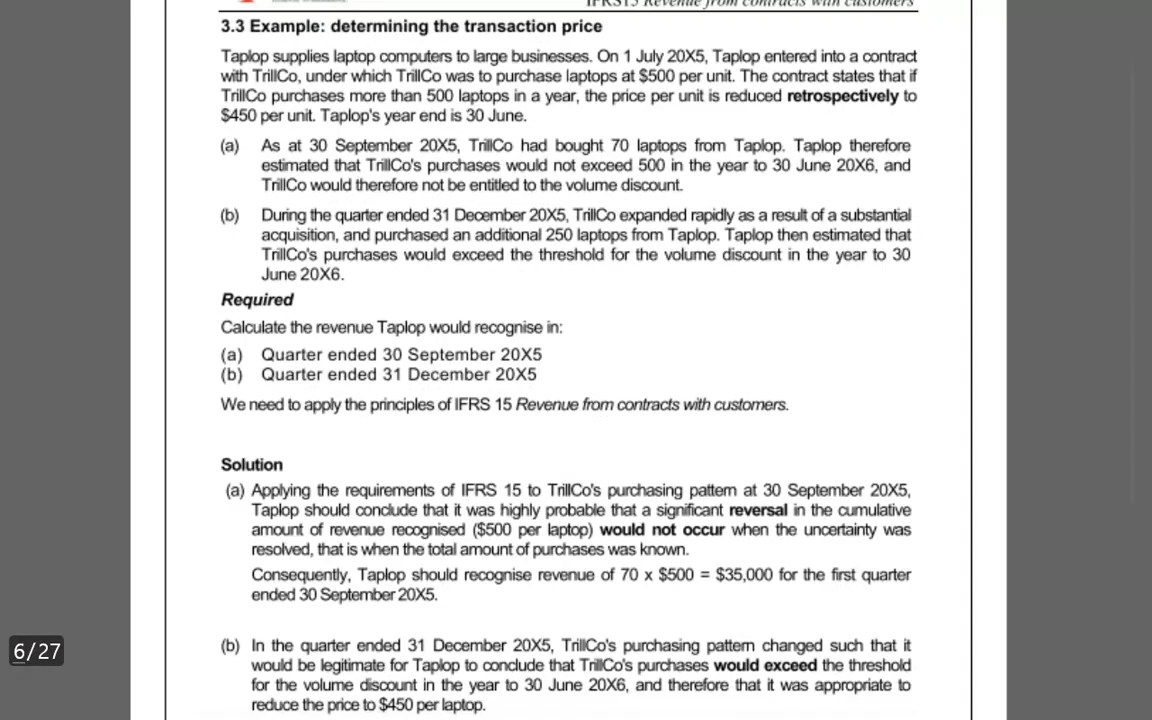 IFRS15 Revenue from contracts with customers
3.3 Example: determining the transaction price
Taplop supplies laptop computers to large businesses. On 1 July 20X5, Taplop entered into a contract
with TrillCo, under which TrillCo was to purchase laptops at $500 per unit. The contract states that if
TrillCo purchases more than 500 laptops in a year, the price per unit is reduced retrospectively to
$450 per unit. Taplop's year end is 30 June.
(a) As at 30 September 20X5, TrillCo had bought 70 laptops from Taplop. Taplop therefore
estimated that TrillCo's purchases would not exceed 500 in the year to 30 June 20X6, and
TrillCo would therefore not be entitled to the volume discount.
(b) During the quarter ended 31 December 20X5, TrillCo expanded rapidly as a result of a substantial
acquisition, and purchased an additional 250 laptops from Taplop. Taplop then estimated that
TrillCo's purchases would exceed the threshold for the volume discount in the year to 30
June 20X6.
Required
Calculate the revenue Taplop would recognise in:
(a) Quarter ended 30 September 20X5
(b) Quarter ended 31 December 20X5
We need to apply the principles of IFRS 15 Revenue from contracts with customers.
Solution
(a) Applying the requirements of IFRS 15 to TrillCo's purchasing pattern at 30 September 20X5,
Taplop should conclude that it was highly probable that a significant reversal in the cumulative
amount of revenue recognised ($500 per laptop) would not occur when the uncertainty was
resolved, that is when the total amount of purchases was known.
Consequently, Taplop should recognise revenue of 70 x $500 = $35,000 for the first quarter
ended 30 September 20X5.
(b) In the quarter ended 31 December 20X5, TrillCo's purchasing pattern changed such that it
would be legitimate for Taplop to conclude that TrillCo's purchases would exceed the threshold
for the volume discount in the year to 30 June 20X6, and therefore that it was appropriate to
reduce the price to $450 per laptop.
6/27